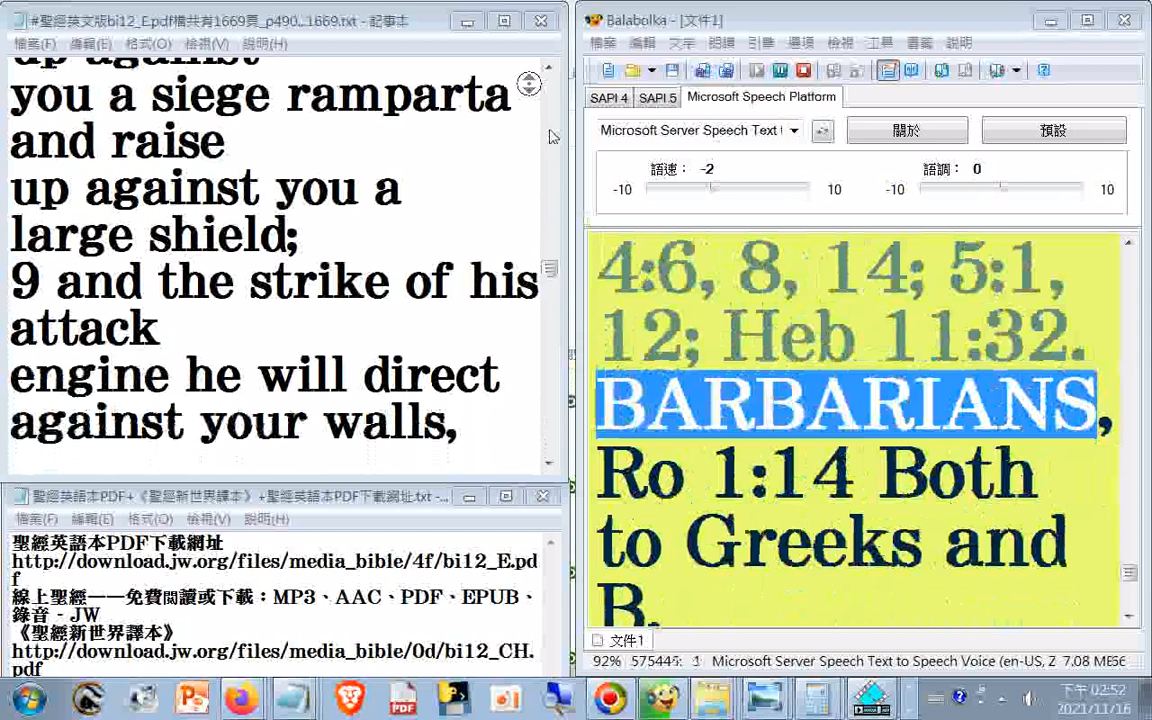 #聖經英文版bi12_E.pdf檔共有1669頁_p490...1669.txt - 記事本
檔案(F) 編輯(E) 格式(O) 檢視(V) 說明(H)
up against
you a siege ramparta
and raise
up against you a
large shield;
9 and the strike of his
attack
engine he will direct
against your walls,
聖經英語本PDF+《聖經新世界譯本》+聖經英語本PDF下載網址.txt - ...
檔案(F) 編輯(E) 格式(O) 檢視(V) 說明(H)
聖經英語本PDF下載網址
http://download.jw.org/files/media_bible/4f/bi12_E.pd
f
線上聖經——免費閱讀或下載：MP3、AAC、PDF、EPUB、
錄音 - JW
《聖經新世界譯本》
http://download.jw.org/files/media_bible/0d/bi12_CH.
pdf
Balabolka - [文件1]
檔案 編輯 文字 朗讀 引擎 選項 檢視 工具 書籤 說明
SAPI 4 SAPI 5 Microsoft Speech Platform
Microsoft Server Speech Text 關於 預設
語速： -2 語調： 0
-10 10 -10 10
4:6, 8, 14; 5:1,
12; Heb 11:32.
BARBARIANS,
Ro 1:14 Both
to Greeks and
B.
文件1
92% 575445: 1 Microsoft Server Speech Text to Speech Voice (en-US, Z 7.08 ME56
下午 02:52
2021/11/16